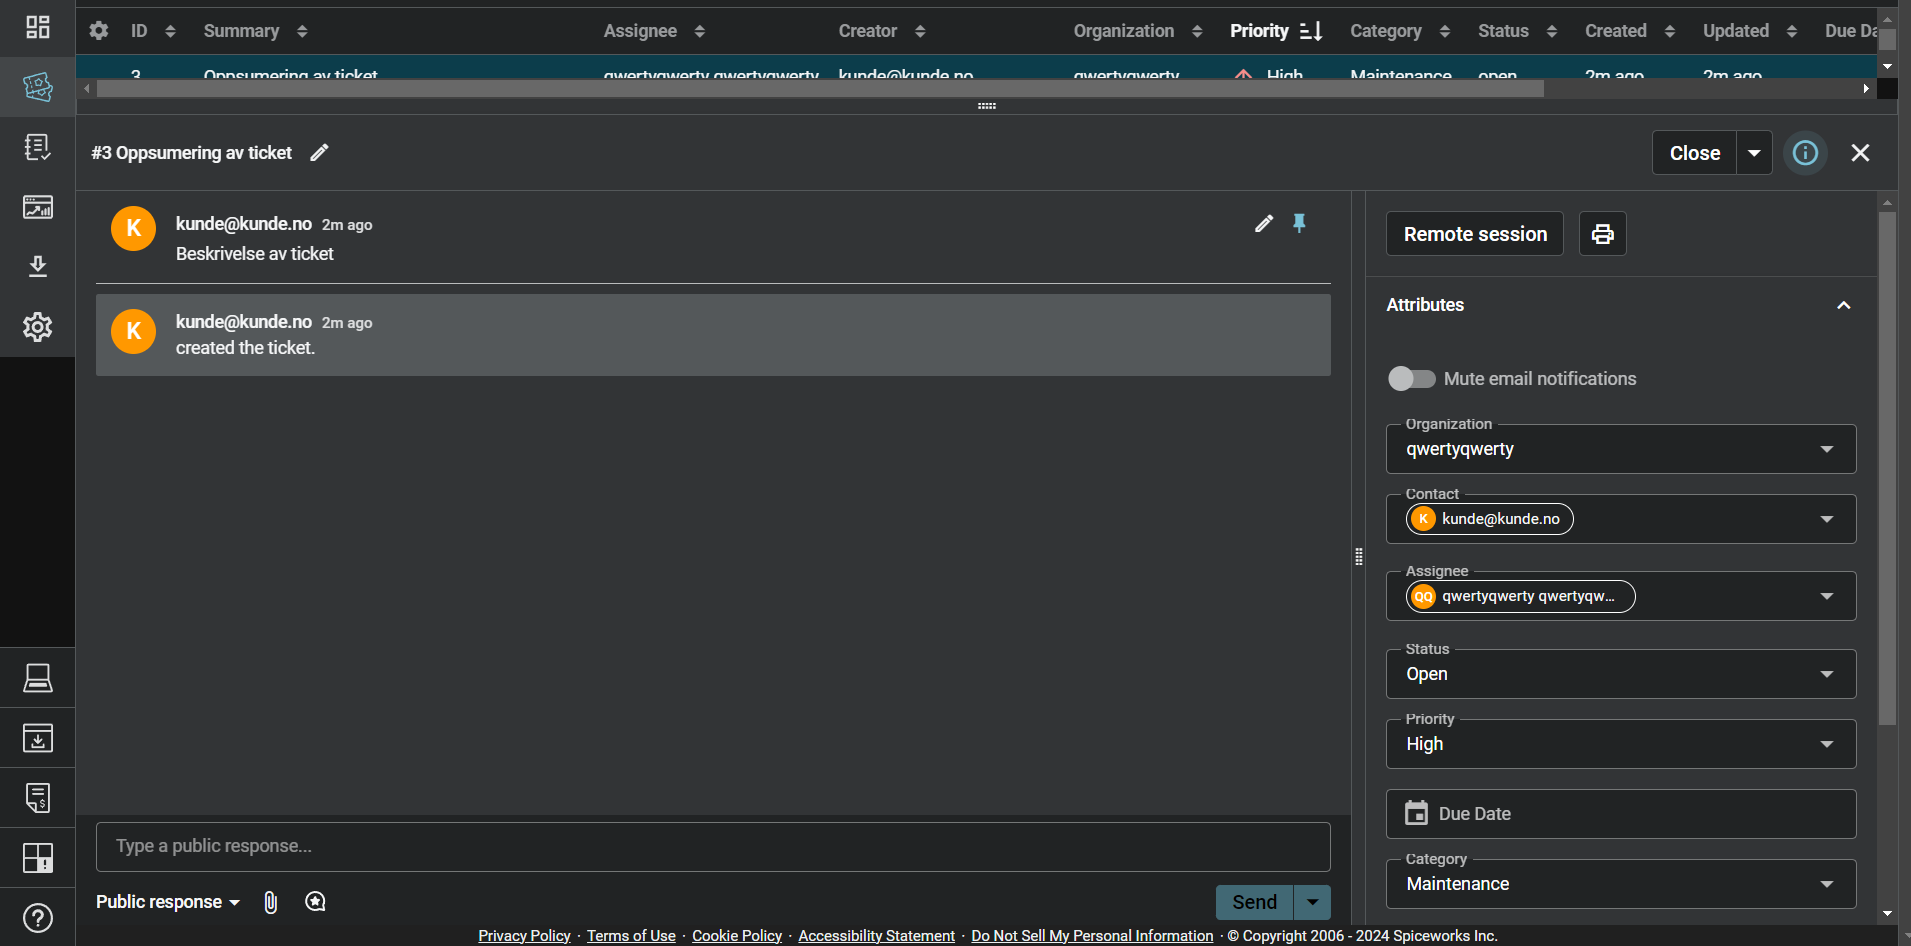 ID Summary Assignee Creator Organization Priority Category Status Created Updated Due Da
3 Oppsumering av ticket qwertyqwerty qwertyqwerty kunde@kunde.no qwertyqwerty High Maintenance open 2m ago 2m ago
#3 Oppsumering av ticket
Close
K
kunde@kunde.no 2m ago
Beskrivelse av ticket
K
kunde@kunde.no 2m ago
created the ticket.
Type a public response...
Public response
Send
Remote session
Attributes
Mute email notifications
Organization
qwertyqwerty
Contact
K kunde@kunde.no
Assignee
QQ qwertyqwerty qwertyqw...
Status
Open
Priority
High
Due Date
Category
Maintenance
Privacy Policy · Terms of Use · Cookie Policy · Accessibility Statement · Do Not Sell My Personal Information · © Copyright 2006 - 2024 Spiceworks Inc.